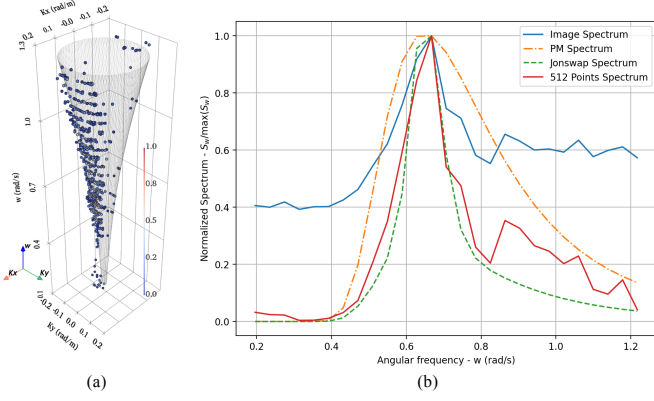 Kx (rad/m)
0.2 0.1 -0.0 -0.1 -0.2
(a)
1.3
1.0
0.7
0.4
0.1
w (rad/s)
1.0
0.8
0.5
0.2
0.0
w
Kx
Ky
-0.2 -0.1 0.0 0.1 0.2
Ky (rad/m)
(a)
(b)
1.0
0.8
0.6
0.4
0.2
0.0
Normalized Spectrum - Sw/max(Sw)
Image Spectrum
PM Spectrum
Jonswap Spectrum
512 Points Spectrum
0.2 0.4 0.6 0.8 1.0 1.2
Angular frequency - w (rad/s)
(b)